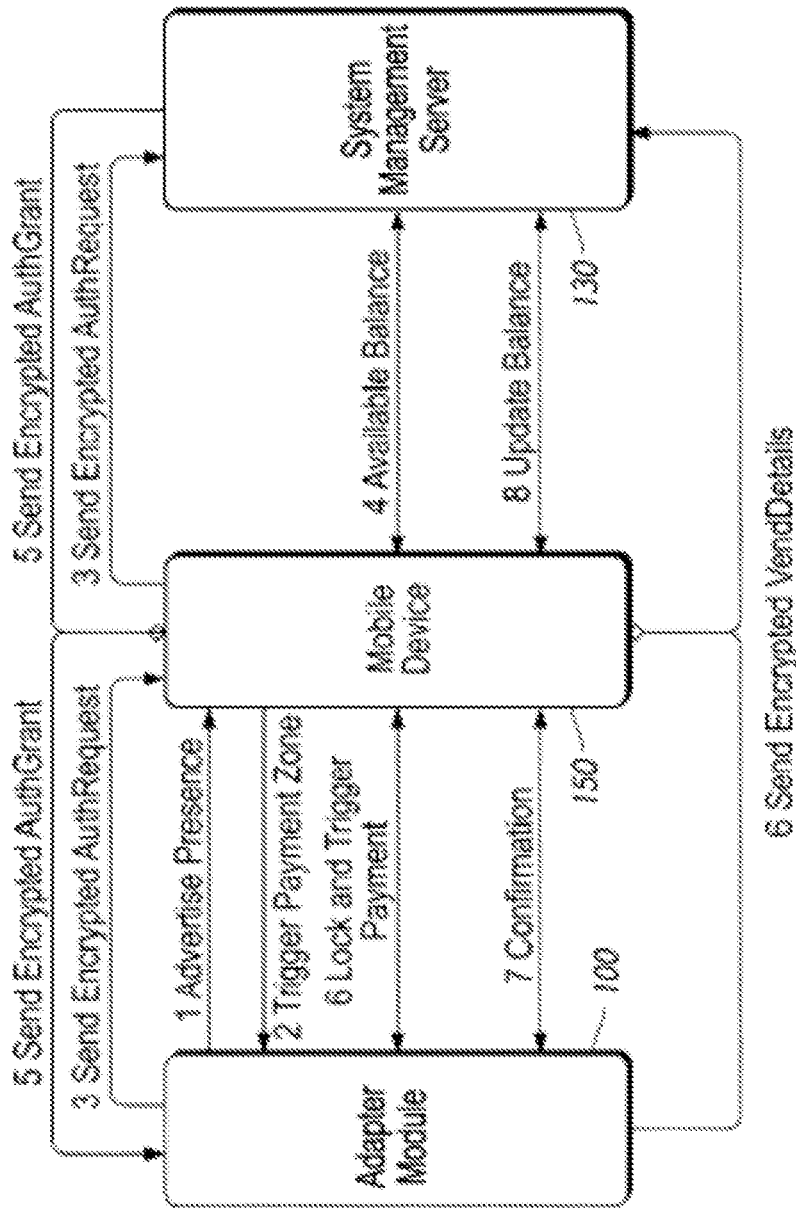 5 Send Encrypted AuthGrant
3 Send Encrypted AuthRequest
1 Advertise Presence
2 Trigger Payment Zone
6 Lock and Trigger
Payment
7 Confirmation
Adapter
Module
100
5 Send Encrypted AuthGrant
3 Send Encrypted AuthRequest
4 Available Balance
8 Update Balance
Mobile
Device
150
System
Management
Server
130
6 Send Encrypted VendDetails